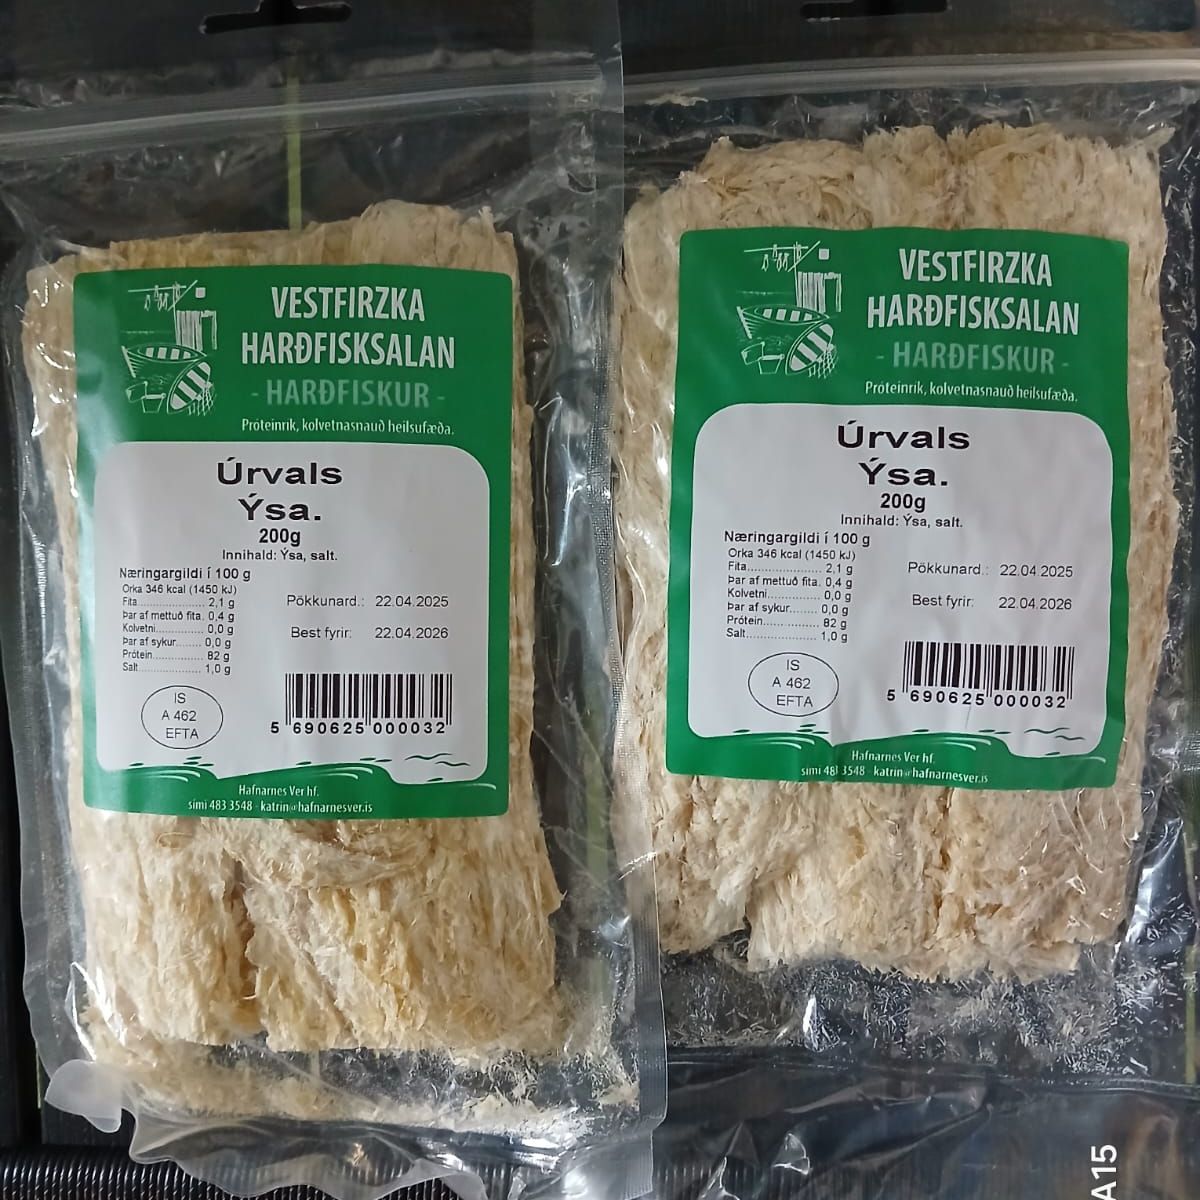 VESTFIRZKA
HARÐFISKSALAN
- HARÐFISKUR -
Próteinrík, kolvetnasnauð heilsufæða.
Úrvals
Ýsa.
200g
Innihald: Ýsa, salt.
Næringargildi í 100 g
Orka 346 kcal (1450 kJ)
Fita.................. 2,1 g
Þar af mettuð fita. 0,4 g
Kolvetni.............. 0,0 g
Þar af sykur........ 0,0 g
Prótein............... 82 g
Salt.................... 1,0 g
Pökkunard.: 22.04.2025
Best fyrir: 22.04.2026
IS
A 462
EFTA
5 690625 000032
Hafnarnes Ver hf.
sími 483 3548 - katrin@hafnarnesver.is
VESTFIRZKA
HARÐFISKSALAN
- HARÐFISKUR -
Próteinrík, kolvetnasnauð heilsufæða.
Úrvals
Ýsa.
200g
Innihald: Ýsa, salt.
Næringargildi í 100 g
Orka 346 kcal (1450 kJ)
Fita.................. 2,1 g
Þar af mettuð fita. 0,4 g
Kolvetni.............. 0,0 g
Þar af sykur........ 0,0 g
Prótein............... 82 g
Salt.................... 1,0 g
Pökkunard.: 22.04.2025
Best fyrir: 22.04.2026
IS
A 462
EFTA
5 690625 000032
Hafnarnes Ver hf.
sími 483 3548 - katrin@hafnarnesver.is
A15